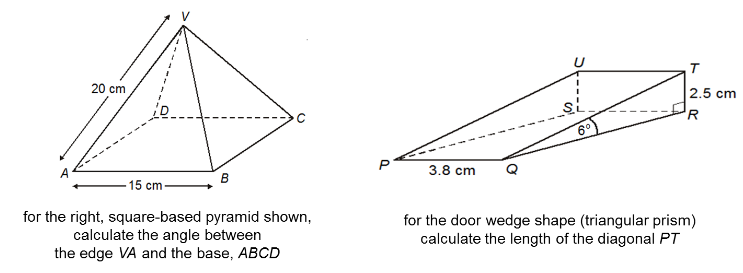 V
20 cm
D
C
A
B
15 cm
for the right, square-based pyramid shown,
calculate the angle between
the edge VA and the base, ABCD
U
T
2.5 cm
S
R
6°
P
3.8 cm
Q
for the door wedge shape (triangular prism)
calculate the length of the diagonal PT